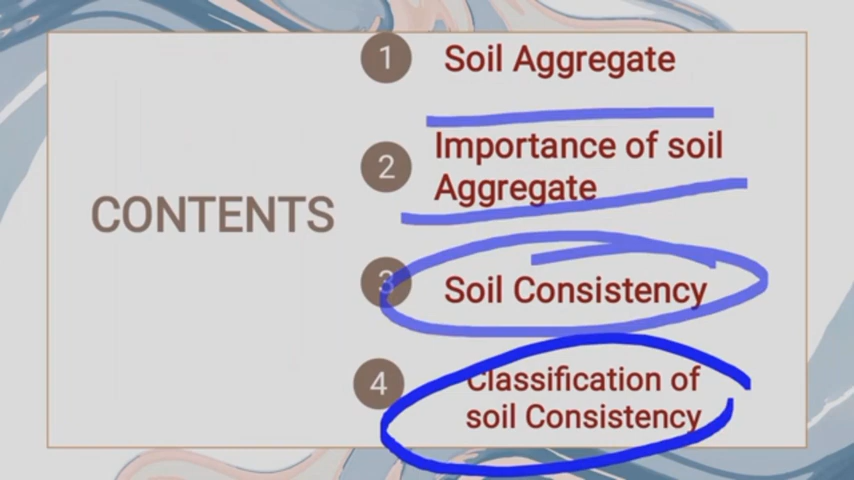 CONTENTS
1 Soil Aggregate
2 Importance of soil
Aggregate
3 Soil Consistency
4 Classification of
soil Consistency